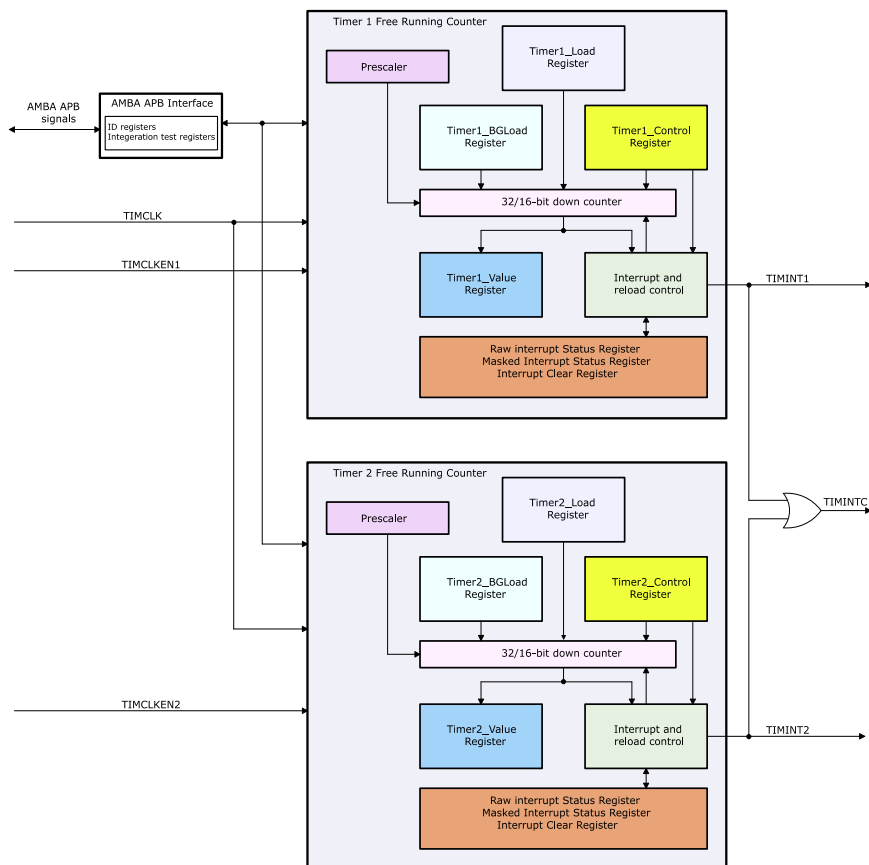 Timer 1 Free Running Counter
Prescaler
Timer1_Load
Register
AMBA APB
signals
AMBA APB Interface
ID registers
Integeration test registers
Timer1_BGLoad
Register
Timer1_Control
Register
32/16-bit down counter
TIMCLK
TIMCLKEN1
Timer1_Value
Register
Interrupt and
reload control
TIMINT1
Raw interrupt Status Register
Masked Interrupt Status Register
Interrupt Clear Register
Timer 2 Free Running Counter
Prescaler
Timer2_Load
Register
TIMINTC
Timer2_BGLoad
Register
Timer2_Control
Register
32/16-bit down counter
TIMCLKEN2
Timer2_Value
Register
Interrupt and
reload control
TIMINT2
Raw interrupt Status Register
Masked Interrupt Status Register
Interrupt Clear Register